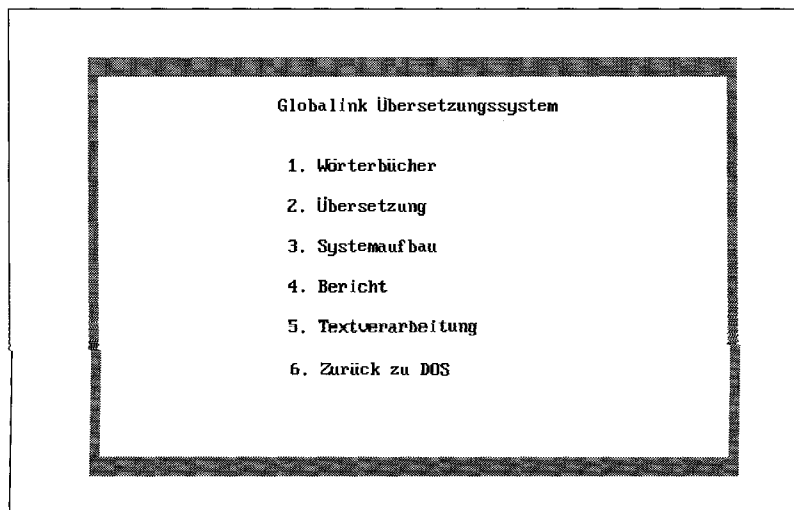 Globalink Übersetzungssystem
1. Wörterbücher
2. Übersetzung
3. Systemaufbau
4. Bericht
5. Textverarbeitung
6. Zurück zu DOS